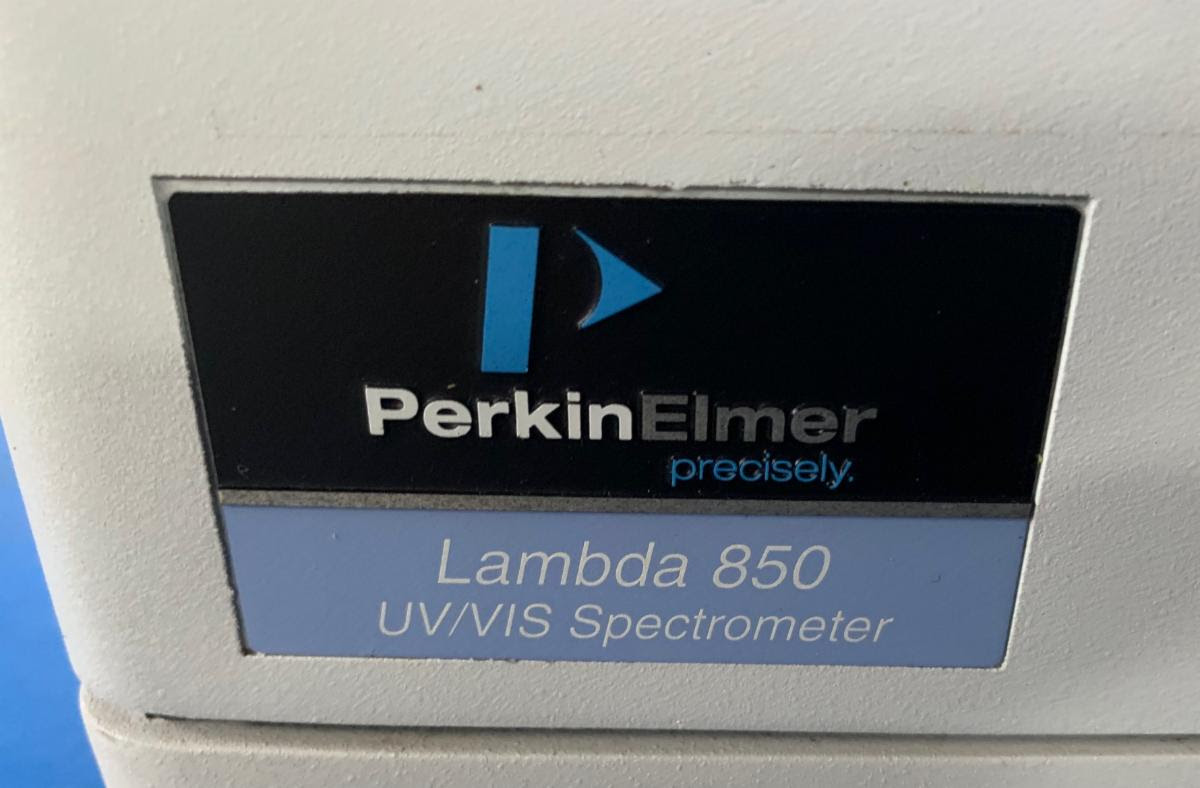 PerkinElmer
precisely.
Lambda 850
UV/VIS Spectrometer